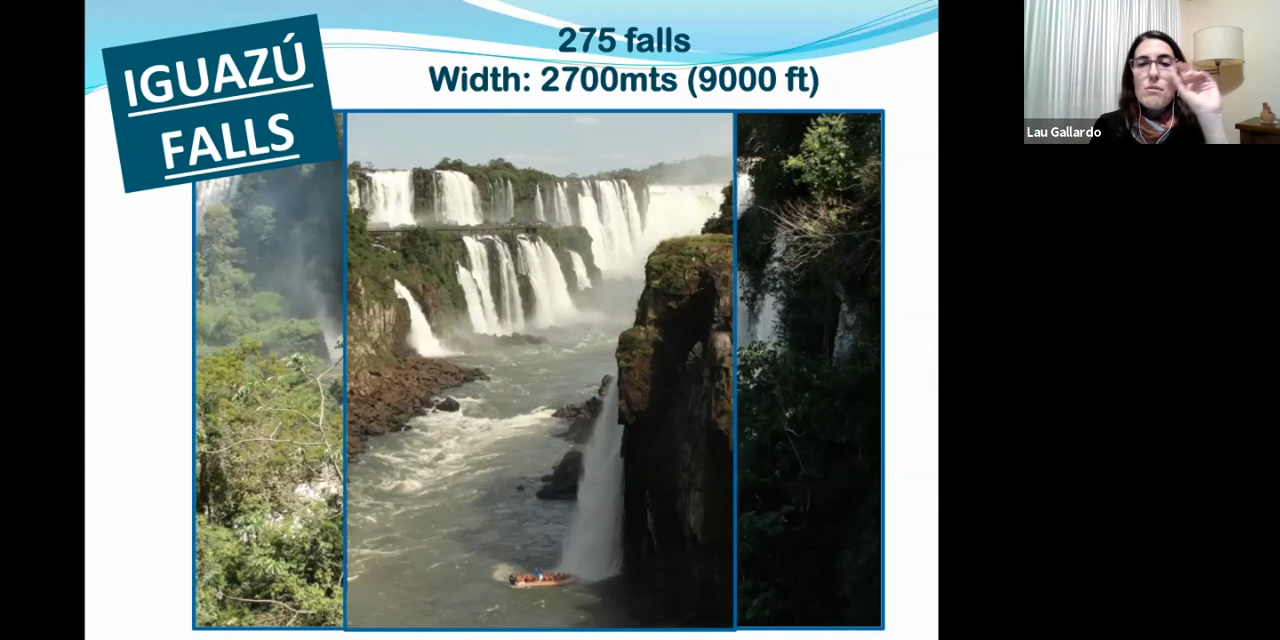 IGUAZÚ
FALLS
275 falls
Width: 2700mts (9000 ft)
Lau Gallardo